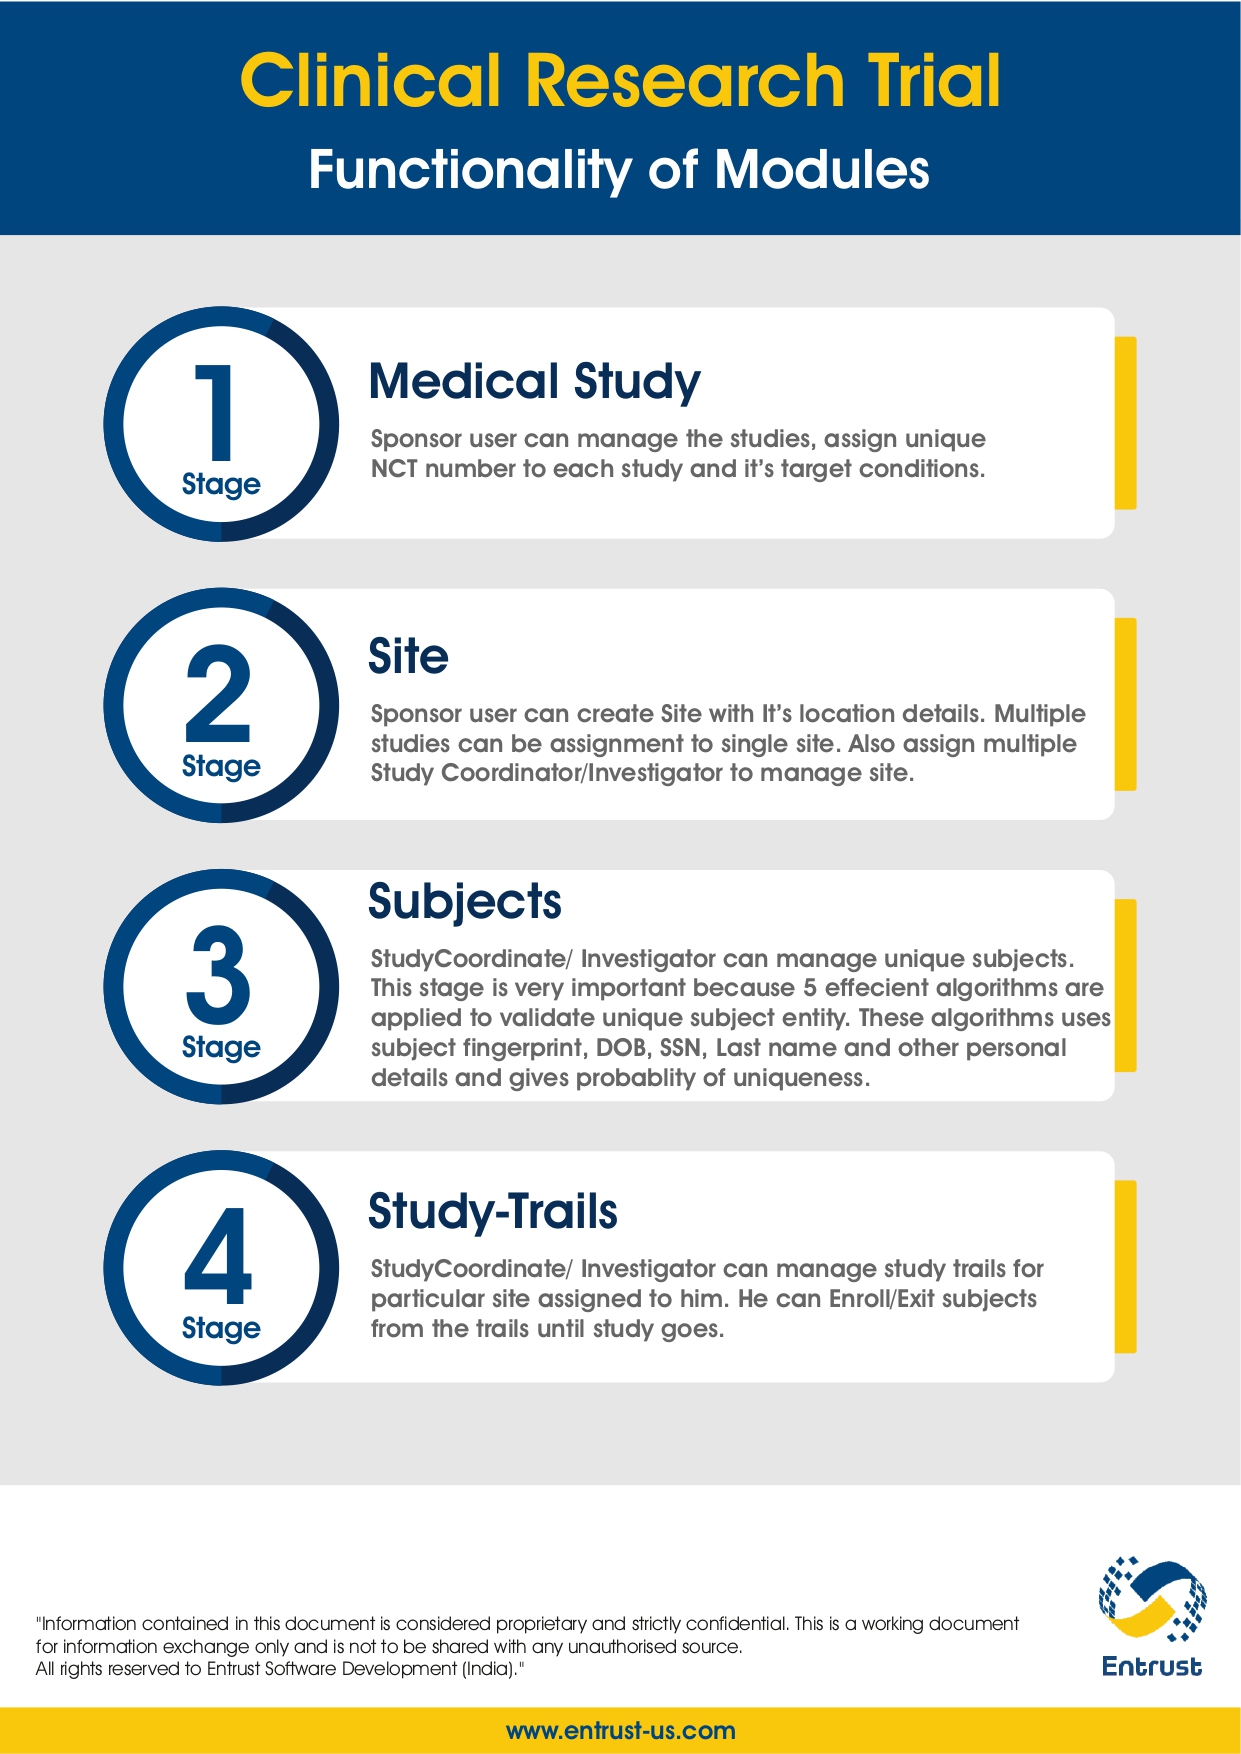 Clinical Research Trial
Functionality of Modules
1
Stage
Medical Study
Sponsor user can manage the studies, assign unique
NCT number to each study and it’s target conditions.
2
Stage
Site
Sponsor user can create Site with It’s location details. Multiple
studies can be assignment to single site. Also assign multiple
Study Coordinator/Investigator to manage site.
3
Stage
Subjects
StudyCoordinate/ Investigator can manage unique subjects.
This stage is very important because 5 effecient algorithms are
applied to validate unique subject entity. These algorithms uses
subject fingerprint, DOB, SSN, Last name and other personal
details and gives probablity of uniqueness.
4
Stage
Study-Trails
StudyCoordinate/ Investigator can manage study trails for
particular site assigned to him. He can Enroll/Exit subjects
from the trails until study goes.
"Information contained in this document is considered proprietary and strictly confidential. This is a working document
for information exchange only and is not to be shared with any unauthorised source.
All rights reserved to Entrust Software Development (India)."
Entrust
www.entrust-us.com